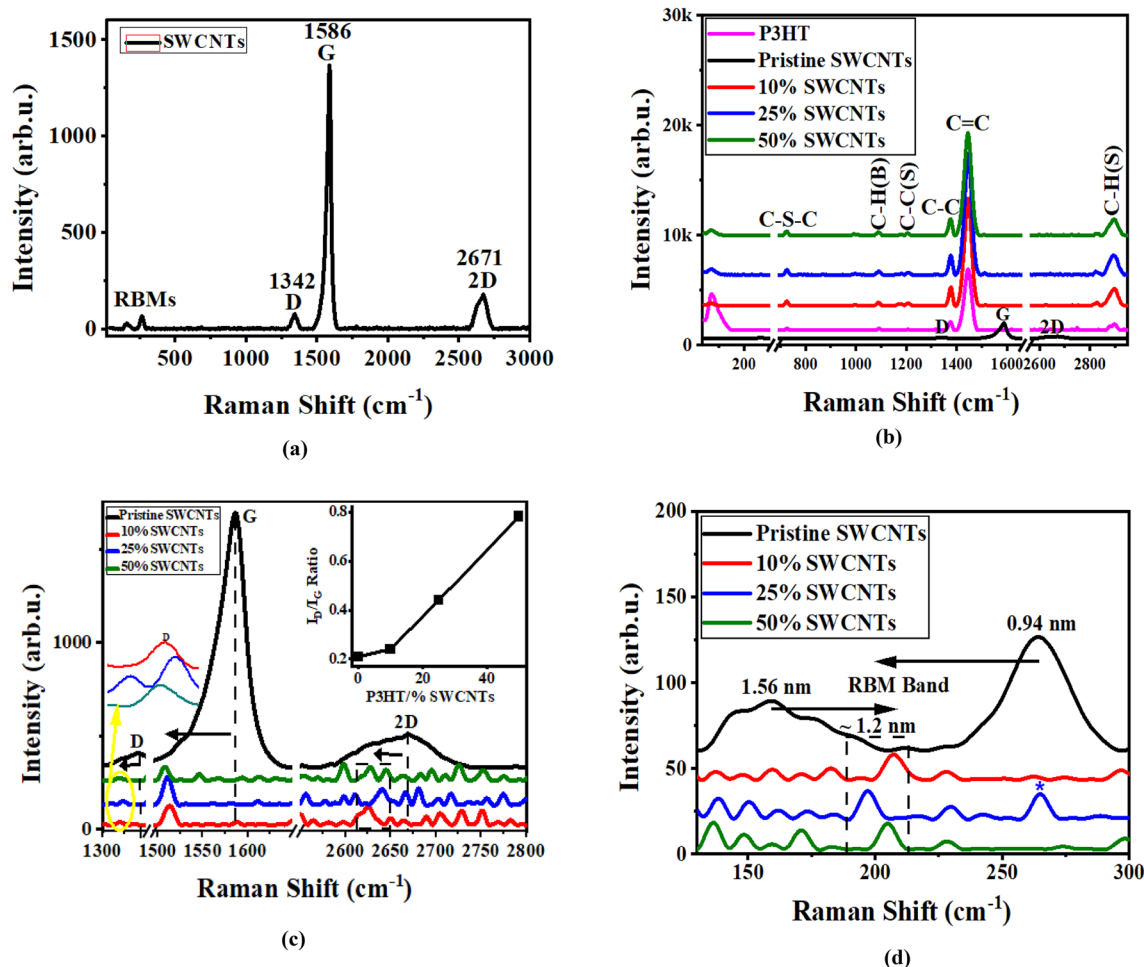 SWCNTs
1586
G
1342
D
2671
2D
RBMs
1500
1000
500
0
500
1000
1500
2000
2500
3000
Intensity (arb.u.)
Raman Shift (cm-1)
(a)
P3HT
Pristine SWCNTs
10% SWCNTs
25% SWCNTs
50% SWCNTs
C=C
C-S-C
C-H(B)
C-C(S)
C-C
C-H(S)
D
G
2D
30k
20k
10k
0
200
1000
1200
1400
1600
2600
2800
Intensity (arb.u.)
Raman Shift (cm-1)
(b)
Pristine SWCNTs
10% SWCNTs
25% SWCNTs
50% SWCNTs
G
D
D
2D
0.8
0.6
0.4
0.2
0
20
40
ID/IG Ratio
P3HT/% SWCNTs
1000
0
1300
1500
1550
1600
2600
2650
2700
2750
2800
Intensity (arb.u.)
Raman Shift (cm-1)
(c)
Pristine SWCNTs
10% SWCNTs
25% SWCNTs
50% SWCNTs
0.94 nm
1.56 nm
RBM Band
~ 1.2 nm
*
200
150
100
50
0
150
200
250
300
Intensity (arb.u.)
Raman Shift (cm-1)
(d)